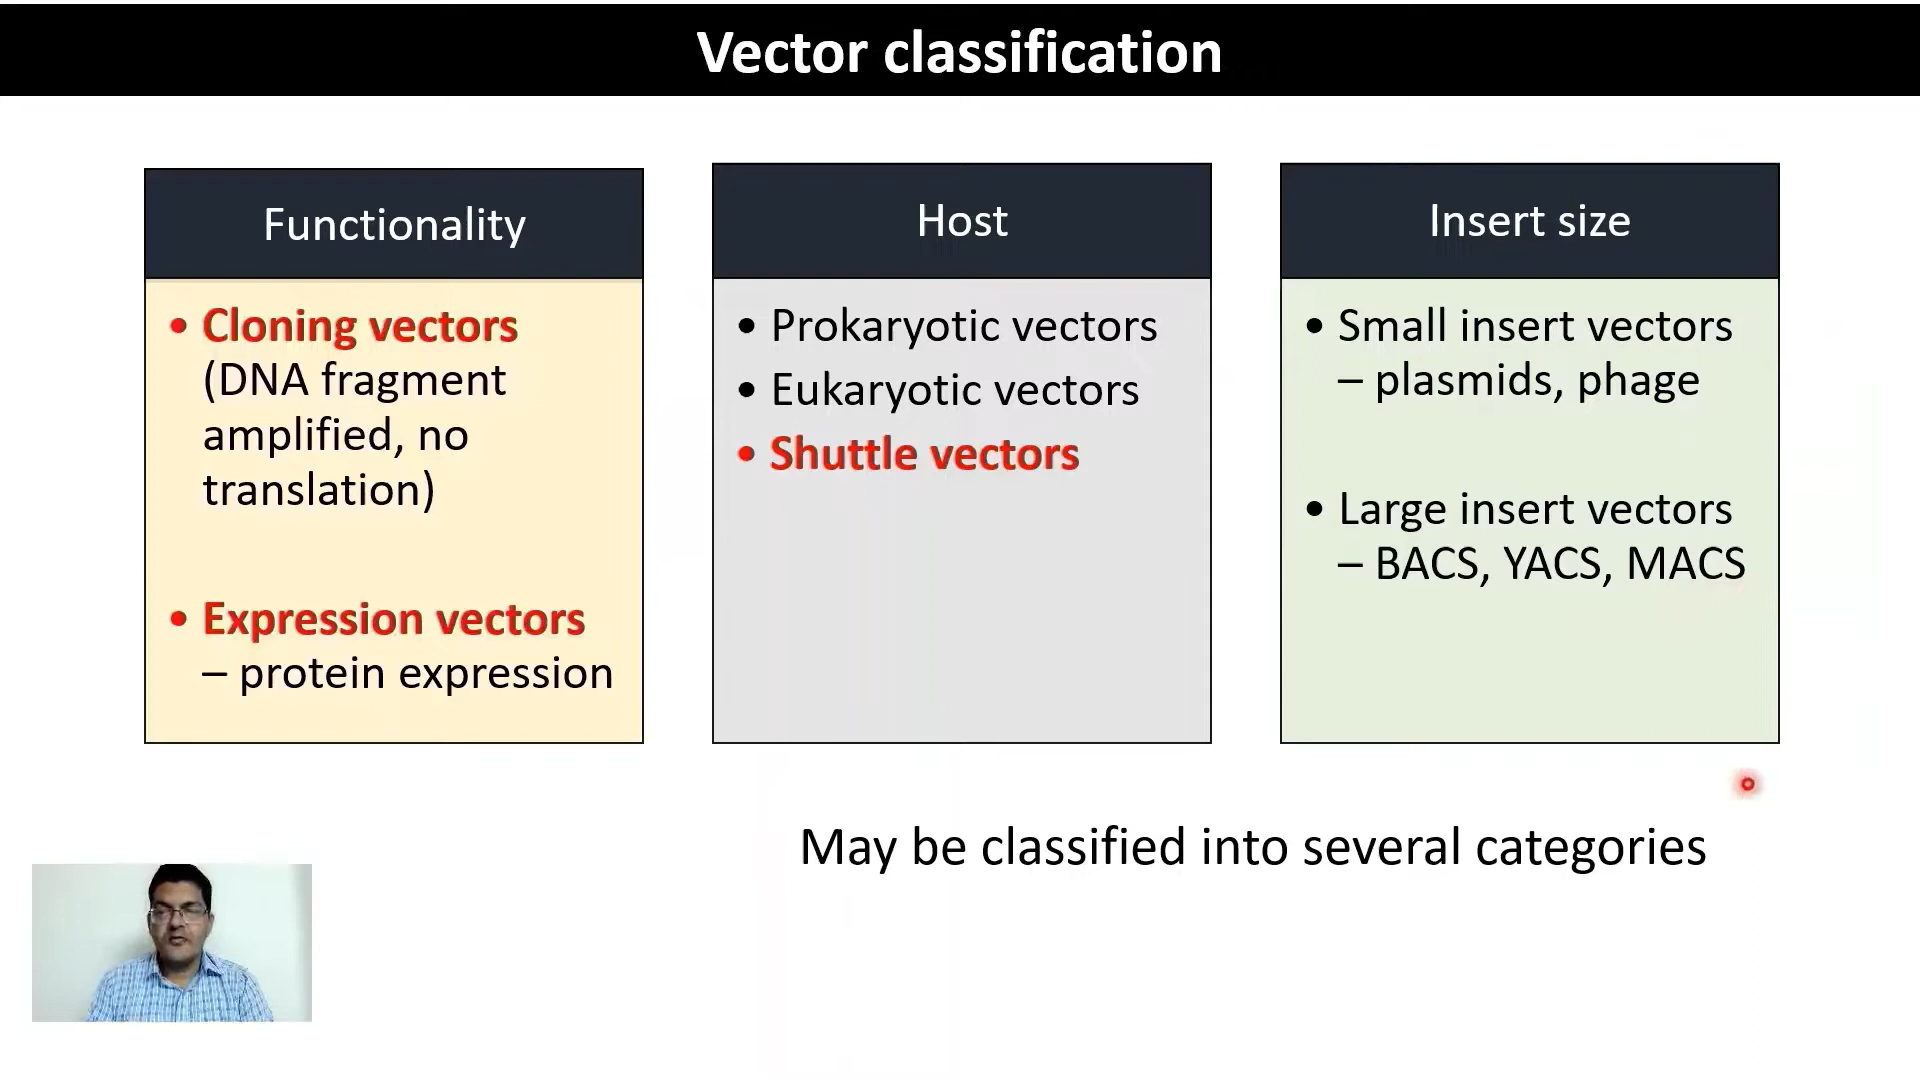 Vector classification
Functionality
• Cloning vectors
(DNA fragment
amplified, no
translation)
• Expression vectors
– protein expression
Host
• Prokaryotic vectors
• Eukaryotic vectors
• Shuttle vectors
Insert size
• Small insert vectors
– plasmids, phage
• Large insert vectors
– BACS, YACS, MACS
May be classified into several categories